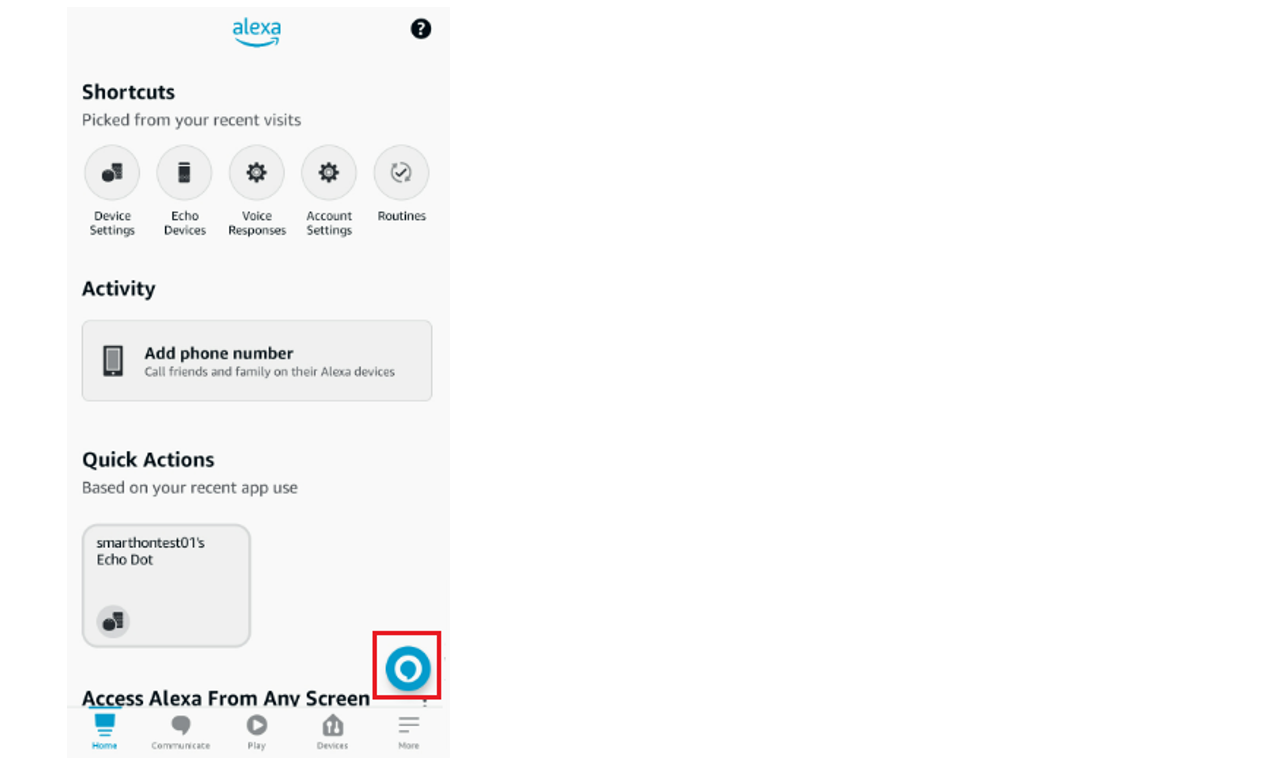 alexa
?
Shortcuts
Picked from your recent visits
Device
Settings
Echo
Devices
Voice
Responses
Account
Settings
Routines
Activity
Add phone number
Call friends and family on their Alexa devices
Quick Actions
Based on your recent app use
smarthontest01's
Echo Dot
Access Alexa From Any Screen
Home
Communicate
Play
Devices
More